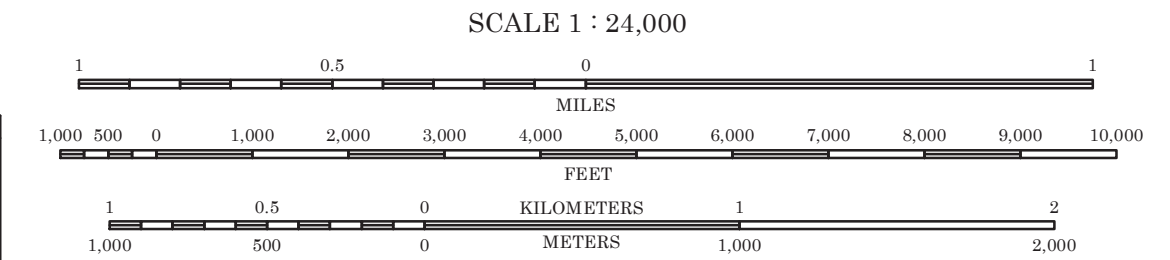 SCALE 1 : 24,000
1 0.5 0 1
MILES
1,000 500 0 1,000 2,000 3,000 4,000 5,000 6,000 7,000 8,000 9,000 10,000
FEET
1 0.5 0 KILOMETERS 1 2
1,000 500 0 METERS 1,000 2,000